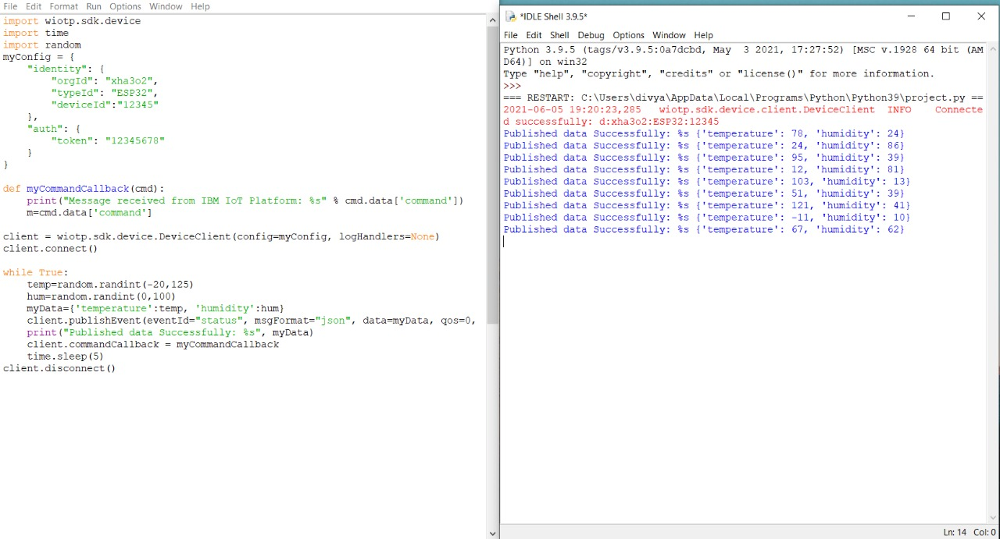 File Edit Format Run Options Window Help
import wiotp.sdk.device
import time
import random
myConfig = {
    "identity": {
        "orgId": "xha3o2",
        "typeId": "ESP32",
        "deviceId":"12345"
    },
    "auth": {
        "token": "12345678"
    }
}
def myCommandCallback(cmd):
    print("Message received from IBM IoT Platform: %s" % cmd.data['command'])
    m=cmd.data['command']
client = wiotp.sdk.device.DeviceClient(config=myConfig, logHandlers=None)
client.connect()
while True:
    temp=random.randint(-20,125)
    hum=random.randint(0,100)
    myData={'temperature':temp, 'humidity':hum}
    client.publishEvent(eventId="status", msgFormat="json", data=myData, qos=0,
    print("Published data Successfully: %s", myData)
    client.commandCallback = myCommandCallback
    time.sleep(5)
client.disconnect()
*IDLE Shell 3.9.5*
File Edit Shell Debug Options Window Help
Python 3.9.5 (tags/v3.9.5:0a7dcbd, May  3 2021, 17:27:52) [MSC v.1928 64 bit (AM
D64)] on win32
Type "help", "copyright", "credits" or "license()" for more information.
>>>
=== RESTART: C:\Users\divya\AppData\Local\Programs\Python\Python39\project.py ==
2021-06-05 19:20:23,285   wiotp.sdk.device.client.DeviceClient  INFO    Connecte
d successfully: d:xha3o2:ESP32:12345
Published data Successfully: %s {'temperature': 78, 'humidity': 24}
Published data Successfully: %s {'temperature': 24, 'humidity': 86}
Published data Successfully: %s {'temperature': 95, 'humidity': 39}
Published data Successfully: %s {'temperature': 12, 'humidity': 81}
Published data Successfully: %s {'temperature': 103, 'humidity': 13}
Published data Successfully: %s {'temperature': 51, 'humidity': 39}
Published data Successfully: %s {'temperature': 121, 'humidity': 41}
Published data Successfully: %s {'temperature': -11, 'humidity': 10}
Published data Successfully: %s {'temperature': 67, 'humidity': 62}
Ln: 14 Col: 0